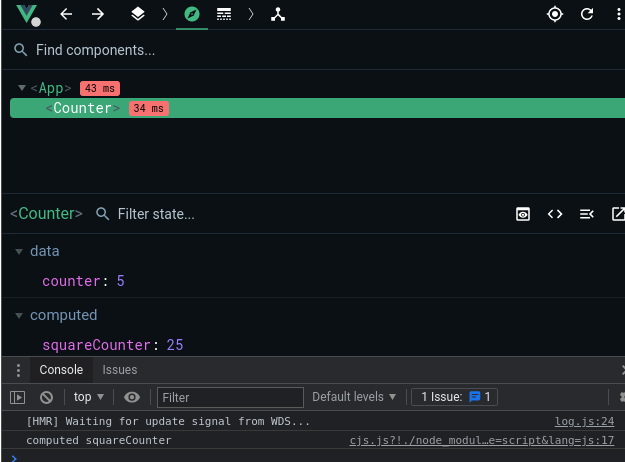 Find components...
<App> 43 ms
<Counter> 34 ms
<Counter> Filter state...
data
counter: 5
computed
squareCounter: 25
Console Issues
top Filter Default levels 1 Issue: 1
[HMR] Waiting for update signal from WDS... log.js:24
computed squareCounter cjs.js?!./node_modul…e=script&lang=js:17
>